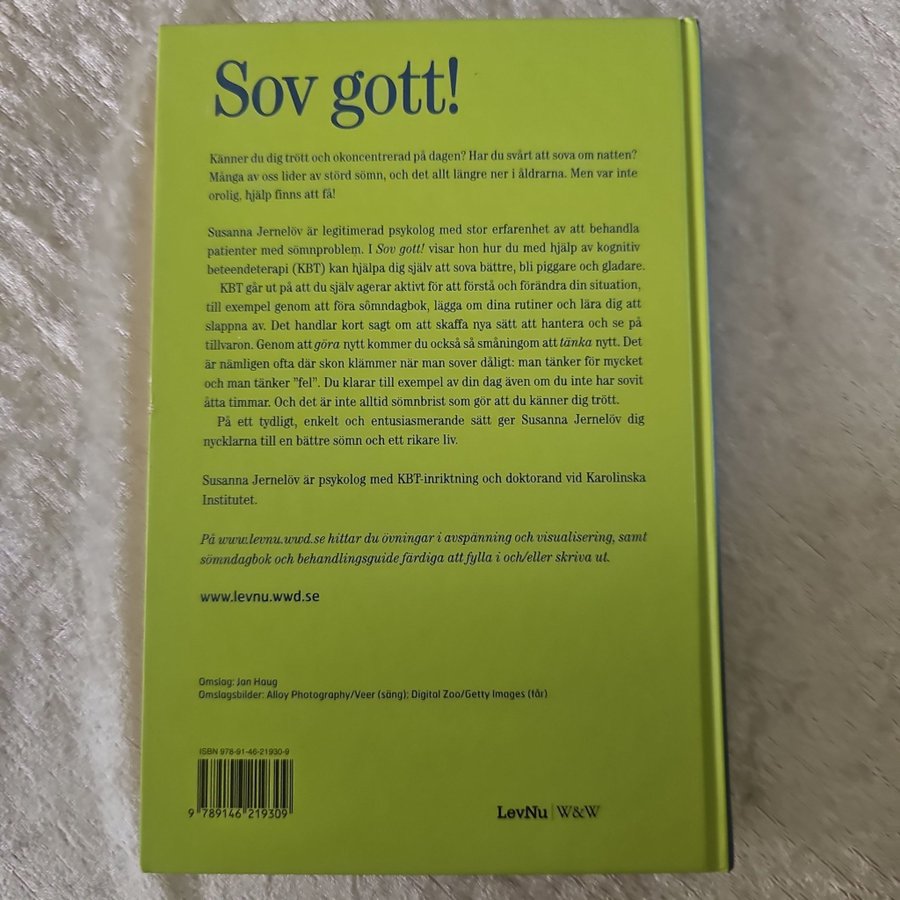 Sov gott!
Känner du dig trött och okoncentrerad på dagen? Har du svårt att sova om natten?
Många av oss lider av störd sömn, och det allt längre ner i åldrarna. Men var inte
orolig, hjälp finns att få!
Susanna Jernelöv är legitimerad psykolog med stor erfarenhet av att behandla
patienter med sömnproblem. I Sov gott! visar hon hur du med hjälp av kognitiv
beteendeterapi (KBT) kan hjälpa dig själv att sova bättre, bli piggare och gladare.
KBT går ut på att du själv agerar aktivt för att förstå och förändra din situation,
till exempel genom att föra sömndagbok, lägga om dina rutiner och lära dig att
slappna av. Det handlar kort sagt om att skaffa nya sätt att hantera och se på
tillvaron. Genom att göra nytt kommer du också så småningom att tänka nytt. Det
är nämligen ofta där skon klämmer när man sover dåligt: man tänker för mycket
och man tänker ”fel”. Du klarar till exempel av din dag även om du inte har sovit
åtta timmar. Och det är inte alltid sömnbrist som gör att du känner dig trött.
På ett tydligt, enkelt och entusiasmerande sätt ger Susanna Jernelöv dig
nycklarna till en bättre sömn och ett rikare liv.
Susanna Jernelöv är psykolog med KBT-inriktning och doktorand vid Karolinska
Institutet.
På www.levnu.wwd.se hittar du övningar i avspänning och visualisering, samt
sömndagbok och behandlingsguide färdiga att fylla i och/eller skriva ut.
www.levnu.wwd.se
Omslag: Jan Haug
Omslagsbilder: Alloy Photography/Veer (säng); Digital Zoo/Getty Images (får)
ISBN 978-91-46-21930-9
9 789146 219309
LevNu | W&W